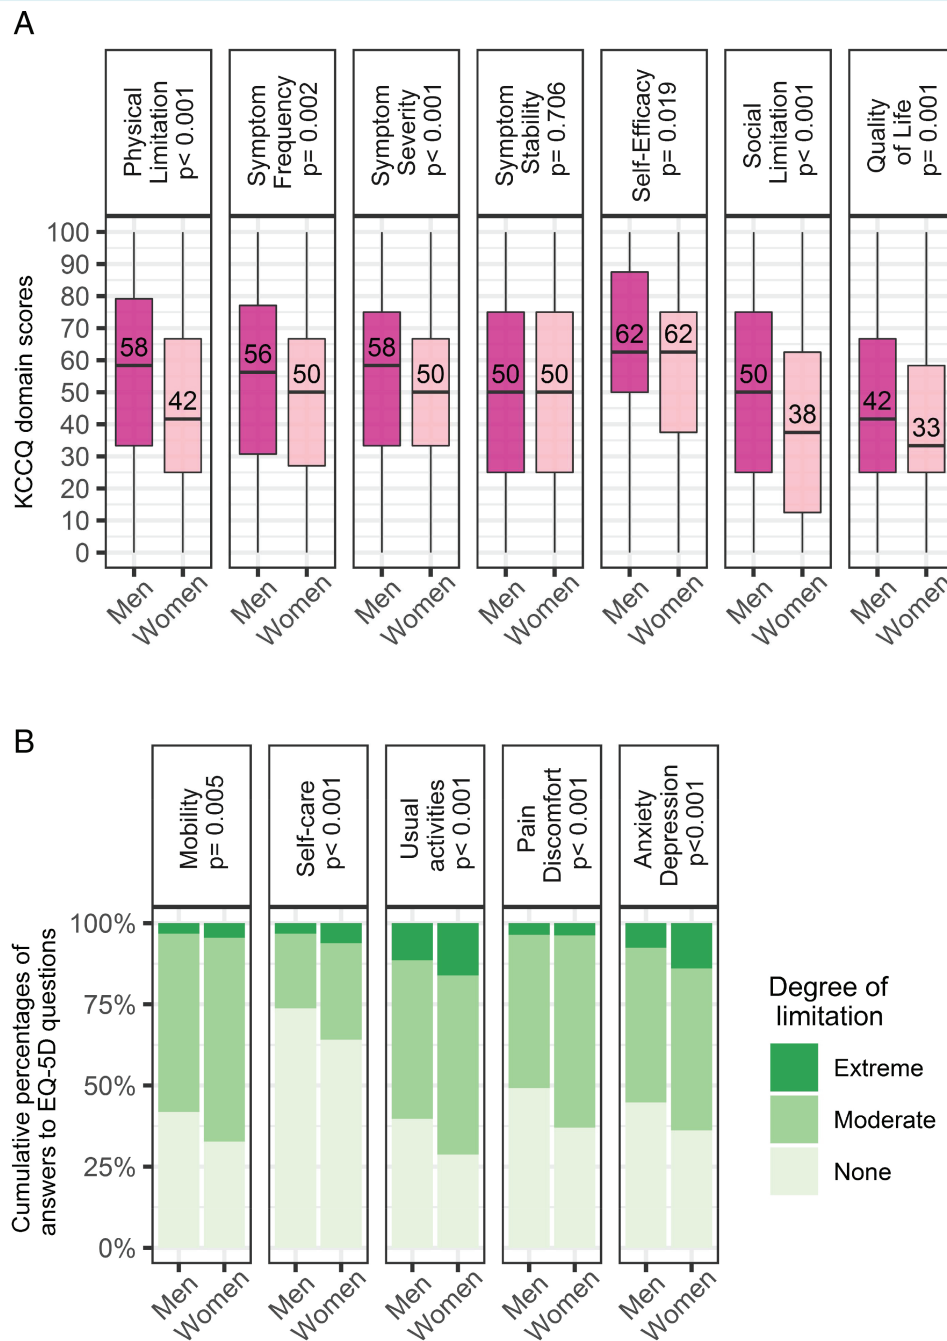 A
Physical
Limitation
p< 0.001
Symptom
Frequency
p= 0.002
Symptom
Severity
p< 0.001
Symptom
Stability
p= 0.706
Self-Efficacy
p= 0.019
Social
Limitation
p< 0.001
Quality
of Life
p= 0.001
KCCQ domain scores
100
90
80
70
60
50
40
30
20
10
0
58
42
56
50
58
50
50
50
62
62
50
38
42
33
Men
Women
Men
Women
Men
Women
Men
Women
Men
Women
Men
Women
Men
Women
B
Mobility
p= 0.005
Self-care
p< 0.001
Usual
activities
p< 0.001
Pain
Discomfort
p< 0.001
Anxiety
Depression
p<0.001
Cumulative percentages of
answers to EQ-5D questions
100%
75%
50%
25%
0%
Men
Women
Men
Women
Men
Women
Men
Women
Men
Women
Degree of
limitation
Extreme
Moderate
None